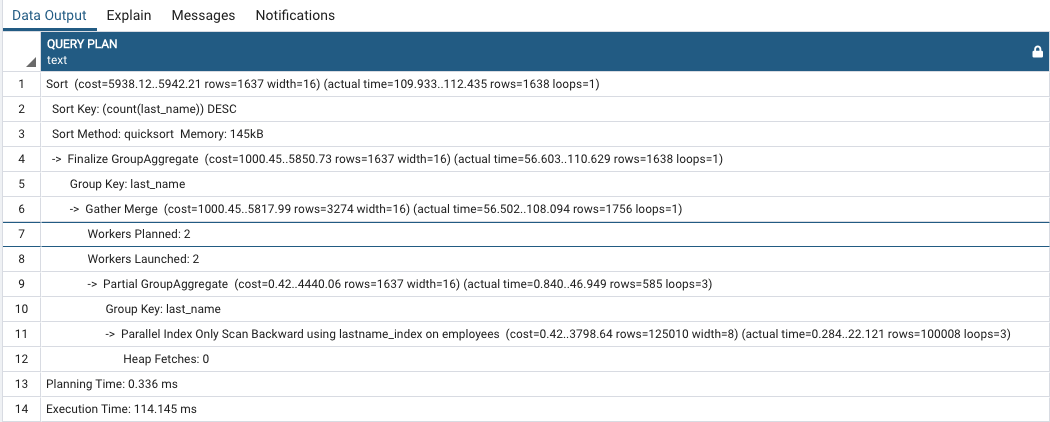 Data Output Explain Messages Notifications
QUERY PLAN
text
1 Sort (cost=5938.12..5942.21 rows=1637 width=16) (actual time=109.933..112.435 rows=1638 loops=1)
2 Sort Key: (count(last_name)) DESC
3 Sort Method: quicksort Memory: 145kB
4 -> Finalize GroupAggregate (cost=1000.45..5850.73 rows=1637 width=16) (actual time=56.603..110.629 rows=1638 loops=1)
5 Group Key: last_name
6 -> Gather Merge (cost=1000.45..5817.99 rows=3274 width=16) (actual time=56.502..108.094 rows=1756 loops=1)
7 Workers Planned: 2
8 Workers Launched: 2
9 -> Partial GroupAggregate (cost=0.42..4440.06 rows=1637 width=16) (actual time=0.840..46.949 rows=585 loops=3)
10 Group Key: last_name
11 -> Parallel Index Only Scan Backward using lastname_index on employees (cost=0.42..3798.64 rows=125010 width=8) (actual time=0.284..22.121 rows=100008 loops=3)
12 Heap Fetches: 0
13 Planning Time: 0.336 ms
14 Execution Time: 114.145 ms